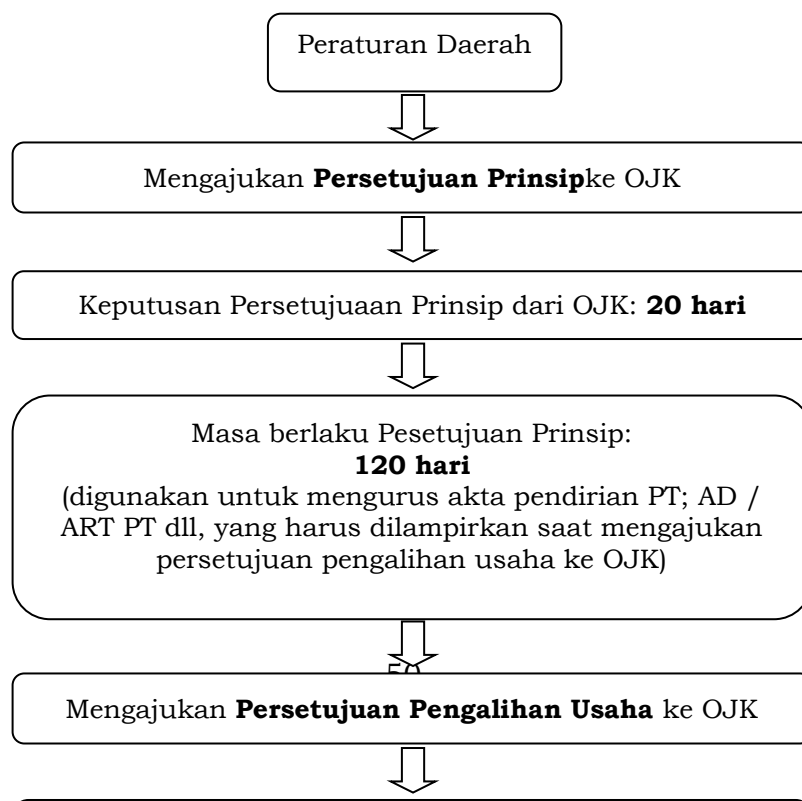 Peraturan Daerah
Mengajukan Persetujuan Prinsipke OJK
Keputusan Persetujuaan Prinsip dari OJK: 20 hari
Masa berlaku Pesetujuan Prinsip:
120 hari
(digunakan untuk mengurus akta pendirian PT; AD /
ART PT dll, yang harus dilampirkan saat mengajukan
persetujuan pengalihan usaha ke OJK)
Mengajukan Persetujuan Pengalihan Usaha ke OJK